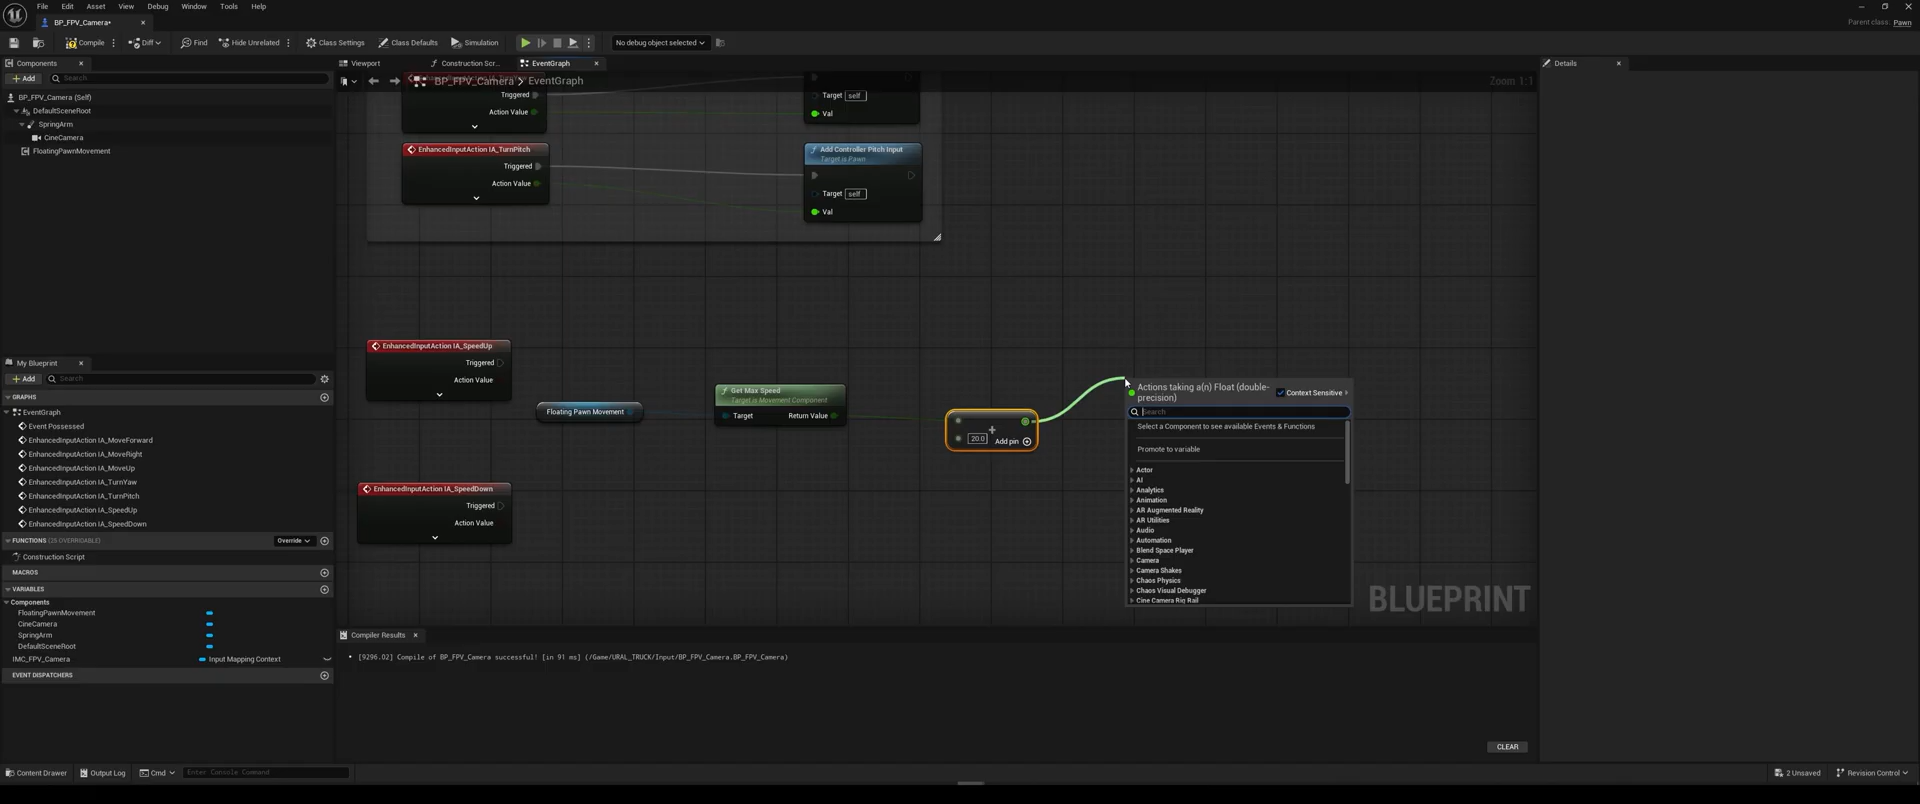 File Edit Asset View Debug Window Tools Help
BP_FPV_Camera•
Parent class: Pawn
Compile Diff Find Hide Unrelated Class Settings Class Defaults Simulation No debug object selected
Components
Add Search
BP_FPV_Camera (Self)
DefaultSceneRoot
SpringArm
CineCamera
FloatingPawnMovement
Viewport Construction Scr... EventGraph
BP_FPV_Camera > EventGraph
Zoom 1:1
Details
Triggered
Action Value
Target self
Val
EnhancedInputAction IA_TurnPitch
Triggered
Action Value
Add Controller Pitch Input
Target is Pawn
Target self
Val
EnhancedInputAction IA_SpeedUp
Triggered
Action Value
Floating Pawn Movement
Get Max Speed
Target is Movement Component
Target Return Value
+
20.0 Add pin
EnhancedInputAction IA_SpeedDown
Triggered
Action Value
Actions taking a(n) Float (double-
precision)
Context Sensitive
Search
Select a Component to see available Events & Functions
Promote to variable
Actor
AI
Analytics
Animation
AR Augmented Reality
AR Utilities
Audio
Automation
Blend Space Player
Camera
Camera Shakes
Chaos Physics
Chaos Visual Debugger
Cine Camera Rig Rail
BLUEPRINT
My Blueprint
Add Search
GRAPHS
EventGraph
Event Possessed
EnhancedInputAction IA_MoveForward
EnhancedInputAction IA_MoveRight
EnhancedInputAction IA_MoveUp
EnhancedInputAction IA_TurnYaw
EnhancedInputAction IA_TurnPitch
EnhancedInputAction IA_SpeedUp
EnhancedInputAction IA_SpeedDown
FUNCTIONS (25 OVERRIDABLE) Override
Construction Script
MACROS
VARIABLES
Components
FloatingPawnMovement
CineCamera
SpringArm
DefaultSceneRoot
IMC_FPV_Camera Input Mapping Context
EVENT DISPATCHERS
Compiler Results
[9296.02] Compile of BP_FPV_Camera successful! [in 91 ms] (/Game/URAL_TRUCK/Input/BP_FPV_Camera.BP_FPV_Camera)
CLEAR
Content Drawer Output Log Cmd Enter Console Command 2 Unsaved Revision Control